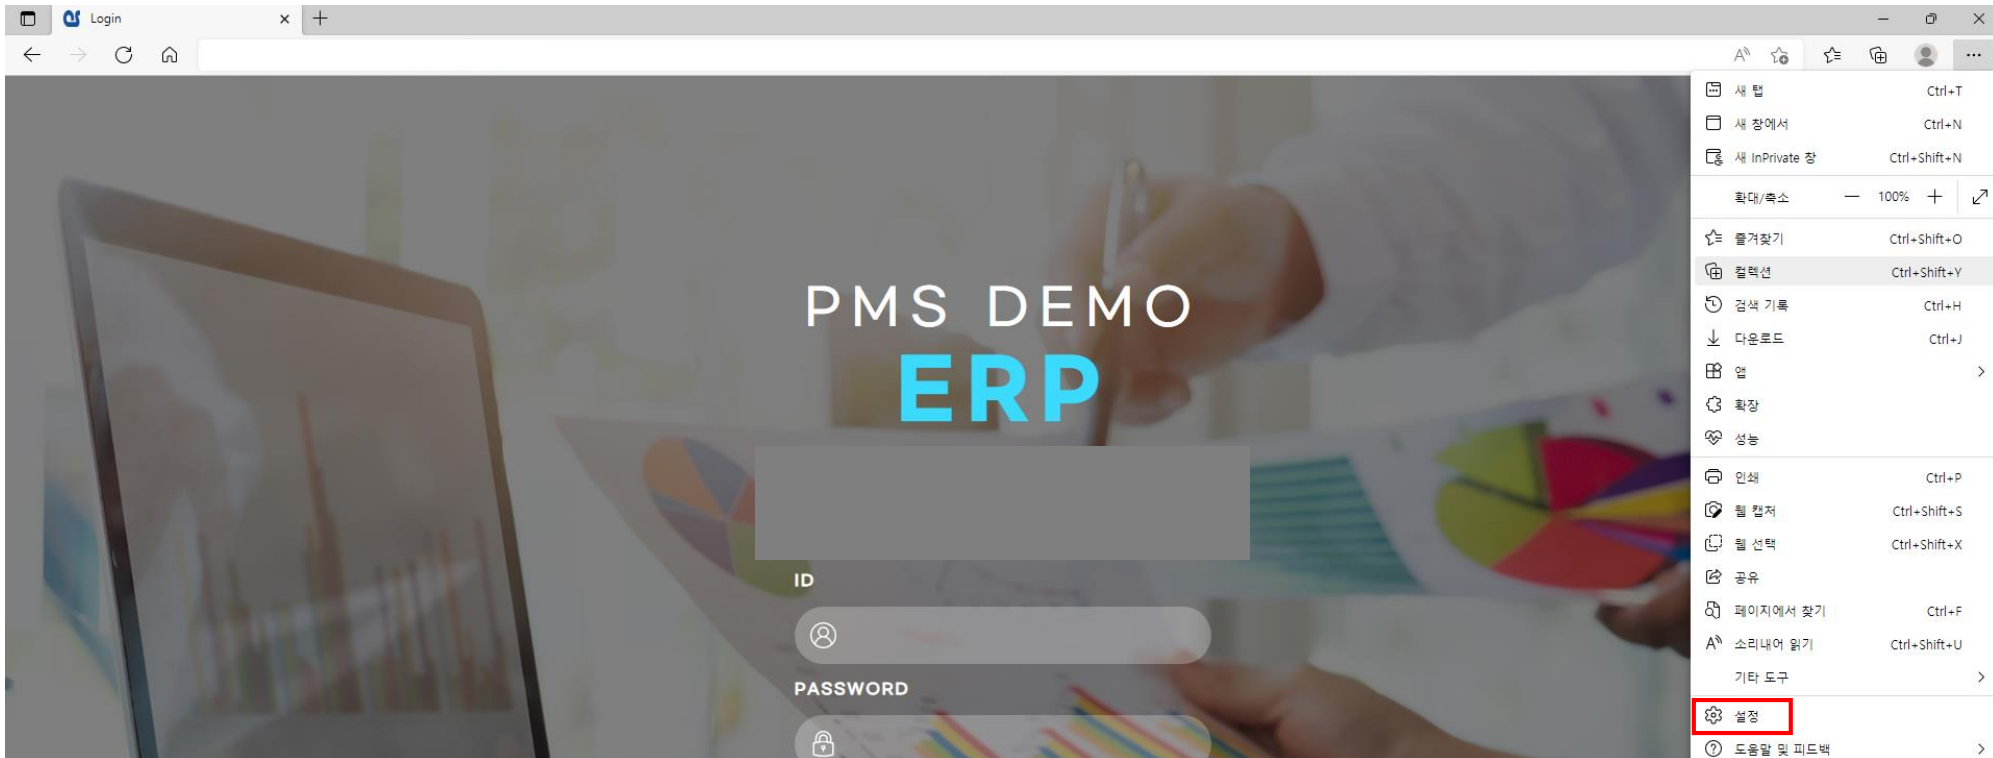 Login
새 탭 Ctrl+T
새 창에서 Ctrl+N
새 InPrivate 창 Ctrl+Shift+N
확대/축소 — 100% +
즐겨찾기 Ctrl+Shift+O
컬렉션 Ctrl+Shift+Y
검색 기록 Ctrl+H
다운로드 Ctrl+J
앱
확장
성능
인쇄 Ctrl+P
웹 캡처 Ctrl+Shift+S
웹 선택 Ctrl+Shift+X
공유
페이지에서 찾기 Ctrl+F
소리내어 읽기 Ctrl+Shift+U
기타 도구
설정
도움말 및 피드백
PMS DEMO
ERP
ID
PASSWORD